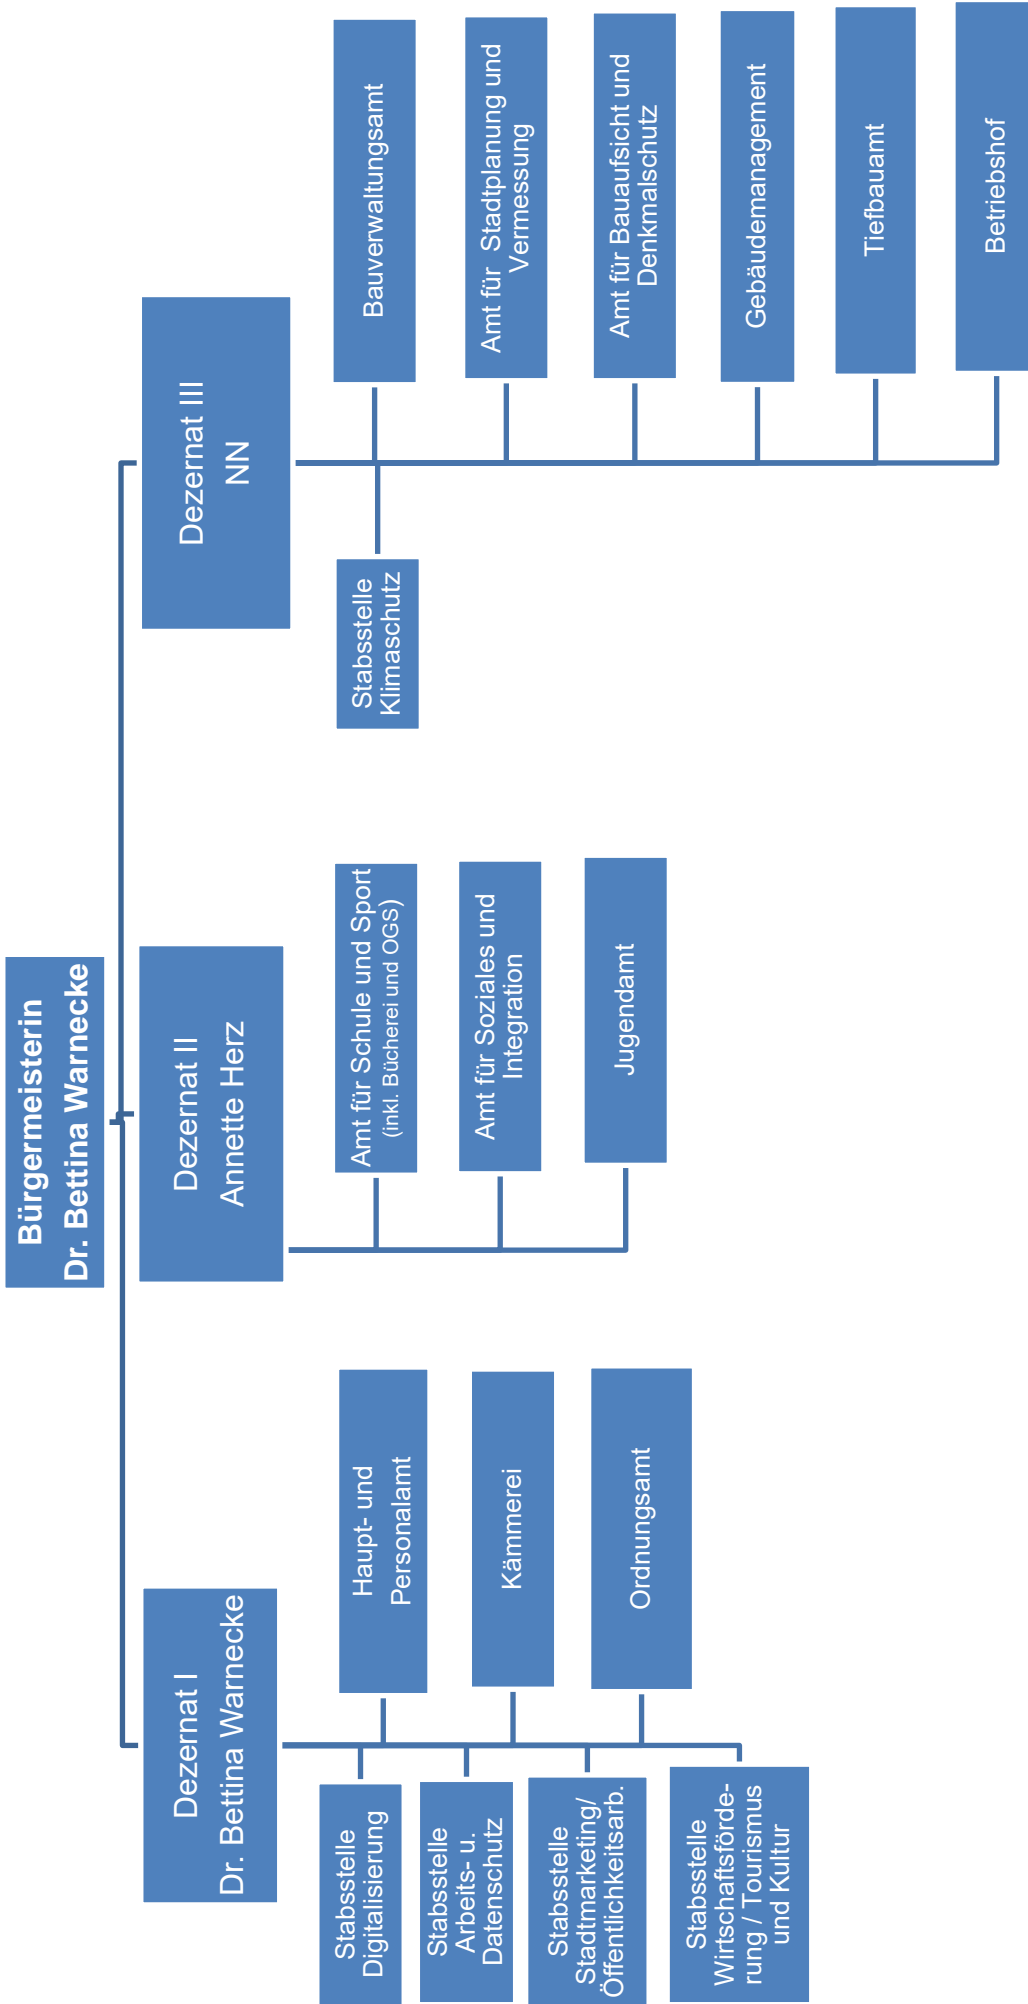 Bürgermeisterin
Dr. Bettina Warnecke
Dezernat I
Dr. Bettina Warnecke
Stabsstelle
Digitalisierung
Stabsstelle
Arbeits- u.
Datenschutz
Stabsstelle
Stadtmarketing/
Öffentlichkeitsarb.
Stabsstelle
Wirtschaftsförde-
rung / Tourismus
und Kultur
Haupt- und
Personalamt
Kämmerei
Ordnungsamt
Dezernat II
Annette Herz
Amt für Schule und Sport
(inkl. Bücherei und OGS)
Amt für Soziales und
Integration
Jugendamt
Dezernat III
NN
Stabsstelle
Klimaschutz
Bauverwaltungsamt
Amt für Stadtplanung und
Vermessung
Amt für Bauaufsicht und
Denkmalschutz
Gebäudemanagement
Tiefbauamt
Betriebshof